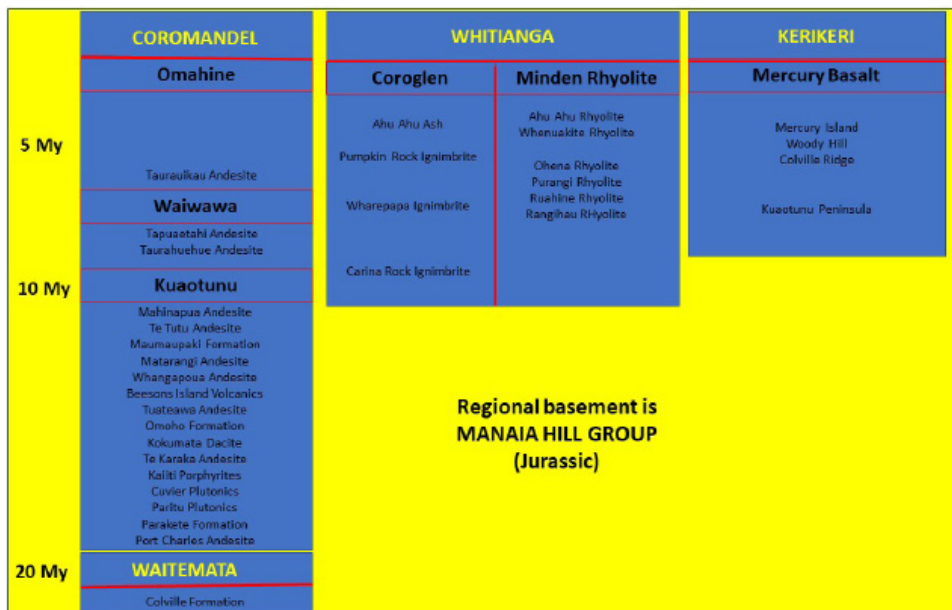 COROMANDEL
Omahine
Tauraulkau Andesite
Waiwawa
Tapuaetahi Andesite
Taurahuehue Andesite
Kuaotunu
Mahinapua Andesite
Te Tutu Andesite
Maumaupaki Formation
Matarangi Andesite
Whangapoua Andesite
Beesons Island Volcanics
Tuateawa Andesite
Omoho Formation
Kokumata Dacite
Te Karaka Andesite
Kaiiti Porphyrites
Cuvier Plutonics
Paritu Plutonics
Parakete Formation
Port Charles Andesite
WAITEMATA
Colville Formation
5 My
10 My
20 My
WHITIANGA
Coroglen
Ahu Ahu Ash
Pumpkin Rock Ignimbrite
Wharepapa Ignimbrite
Carina Rock Ignimbrite
Minden Rhyolite
Ahu Ahu Rhyolite
Whenuakite Rhyolite
Ohena Rhyolite
Purangi Rhyolite
Ruahine Rhyolite
Rangihau RHyolite
KERIKERI
Mercury Basalt
Mercury Island
Woody Hill
Colville Ridge
Kuaotunu Peninsula
Regional basement is
MANAIA HILL GROUP
(Jurassic)